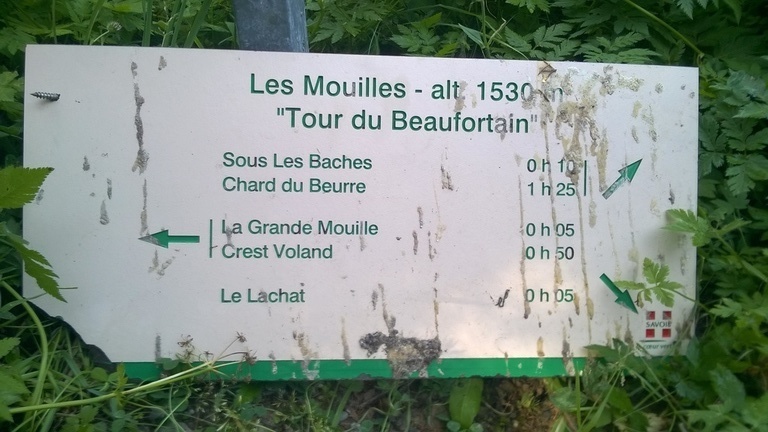 Les Mouilles - alt. 1530 m
"Tour du Beaufortain"
Sous Les Baches 0 h 10
Chard du Beurre 1 h 25
La Grande Mouille 0 h 05
Crest Voland 0 h 50
Le Lachat 0 h 05
SAVOIE